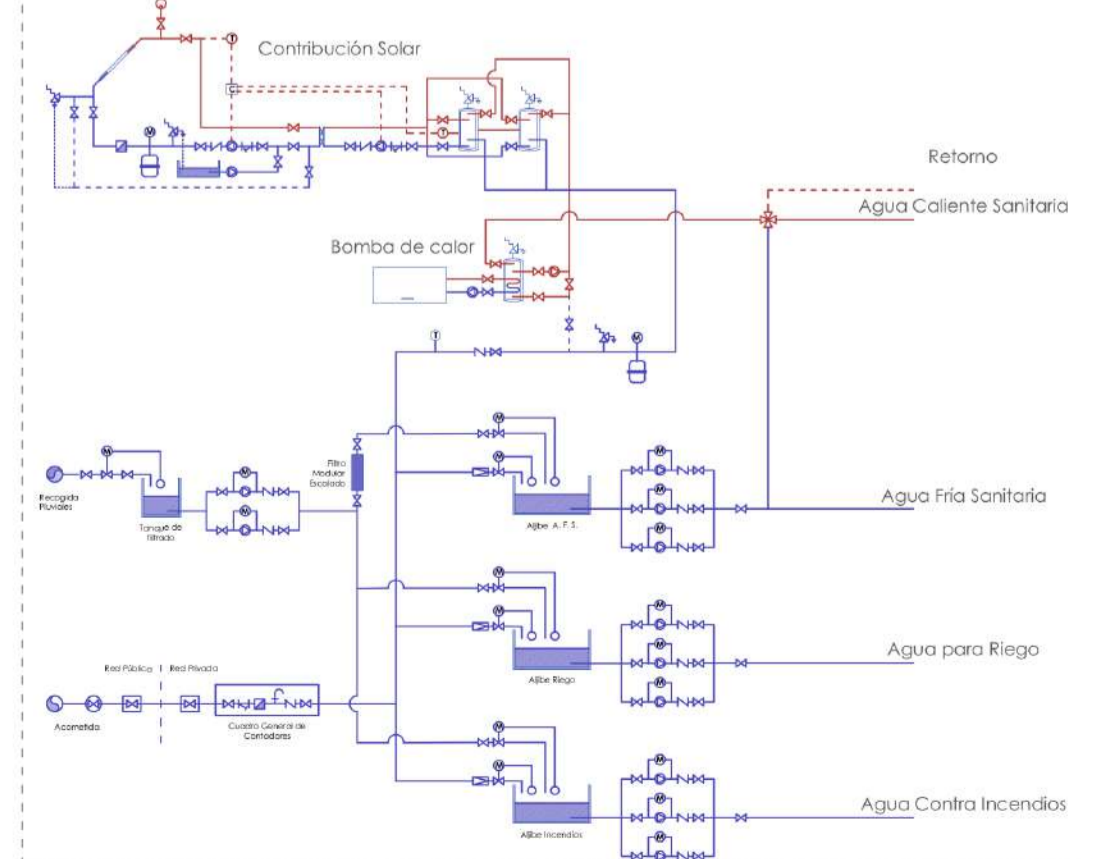 Contribución Solar
Retorno
Agua Caliente Sanitaria
Bomba de calor
Filtro
Modular
Escalado
Recogida
Pluviales
Tanque de
filtrado
Aljibe A. F. S.
Agua Fría Sanitaria
Agua para Riego
Aljibe Riego
Red Pública
Red Privada
Acometida
Cuadro General de
Contadores
Agua Contra Incendios
Aljibe Incendios